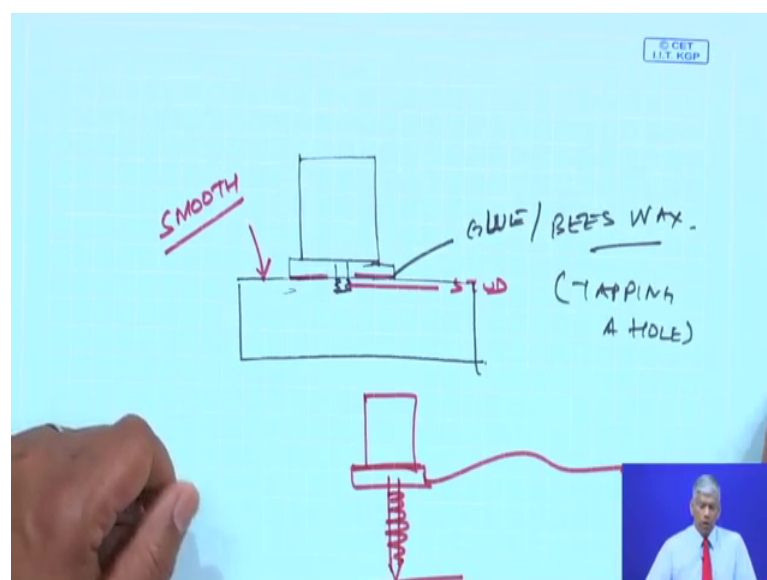 © CET
I.I.T. KGP
SMOOTH
GLUE/BEES WAX.
(TAPPING
A HOLE)
STUD